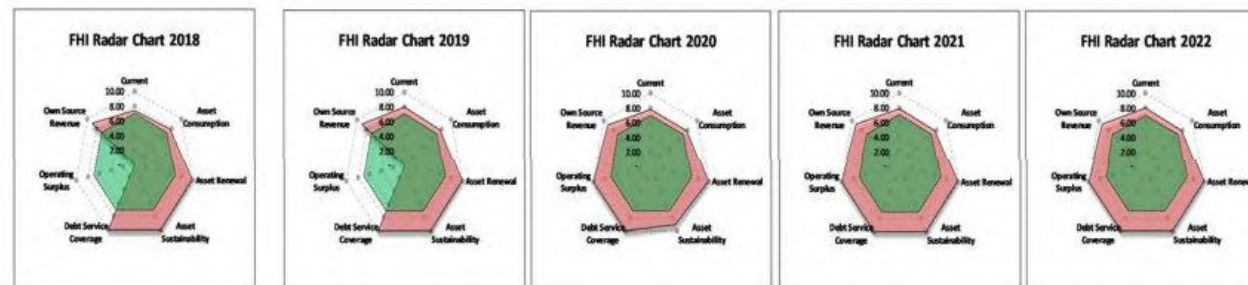 FHI Radar Chart 2018
Current
10.00
8.00
6.00
4.00
2.00
Own Source
Revenue
Asset
Consumption
Operating
Surplus
Asset Renewal
Debt Service
Coverage
Asset
Sustainability
FHI Radar Chart 2019
Current
10.00
8.00
6.00
4.00
2.00
Own Source
Revenue
Asset
Consumption
Operating
Surplus
Asset Renewal
Debt Service
Coverage
Asset
Sustainability
FHI Radar Chart 2020
Current
10.00
8.00
6.00
4.00
2.00
Own Source
Revenue
Asset
Consumption
Operating
Surplus
Asset Renewal
Debt Service
Coverage
Asset
Sustainability
FHI Radar Chart 2021
Current
10.00
8.00
6.00
4.00
2.00
Own Source
Revenue
Asset
Consumption
Operating
Surplus
Asset Renewal
Debt Service
Coverage
Asset
Sustainability
FHI Radar Chart 2022
Current
10.00
8.00
6.00
4.00
2.00
Own Source
Revenue
Asset
Consumption
Operating
Surplus
Asset Renewal
Debt Service
Coverage
Asset
Sustainability